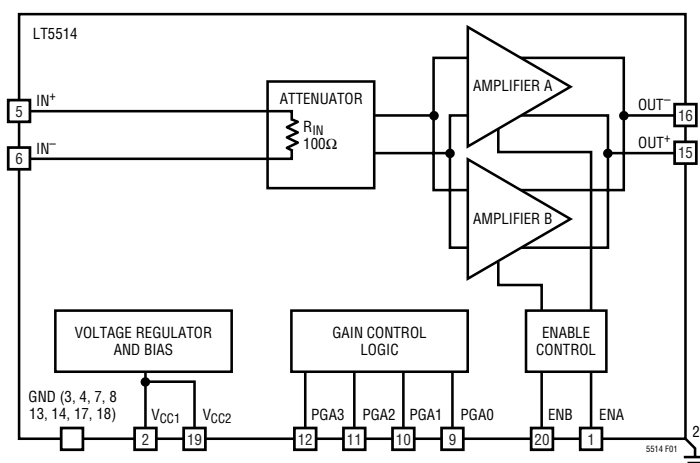 LT5514
5
IN+
6
IN−
ATTENUATOR
RIN
100Ω
AMPLIFIER A
AMPLIFIER B
OUT−
16
OUT+
15
VOLTAGE REGULATOR
AND BIAS
GAIN CONTROL
LOGIC
ENABLE
CONTROL
GND (3, 4, 7, 8
13, 14, 17, 18)
VCC1
VCC2
PGA3
PGA2
PGA1
PGA0
ENB
ENA
2
19
12
11
10
9
20
1
5514 F01